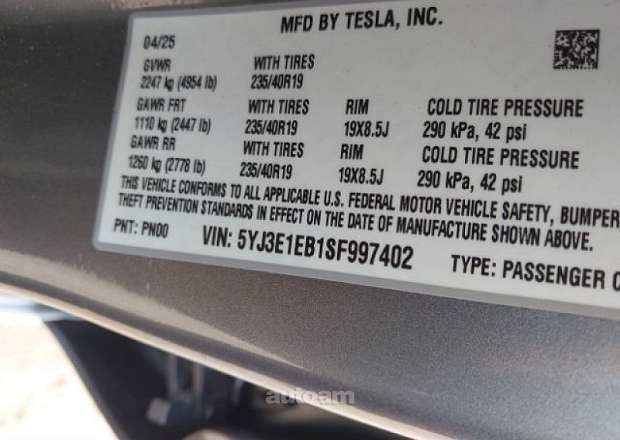 MFD BY TESLA, INC.
04/25
GVWR WITH TIRES
2247 kg (4954 lb) 235/40R19
GAWR FRT WITH TIRES RIM COLD TIRE PRESSURE
1110 kg (2447 lb) 235/40R19 19X8.5J 290 kPa, 42 psi
GAWR RR WITH TIRES RIM COLD TIRE PRESSURE
1260 kg (2778 lb) 235/40R19 19X8.5J 290 kPa, 42 psi
THIS VEHICLE CONFORMS TO ALL APPLICABLE U.S. FEDERAL MOTOR VEHICLE SAFETY, BUMPER
THEFT PREVENTION STANDARDS IN EFFECT ON THE DATE OF MANUFACTURE SHOWN ABOVE.
PNT: PN00 VIN: 5YJ3E1EB1SF997402 TYPE: PASSENGER C
autoam